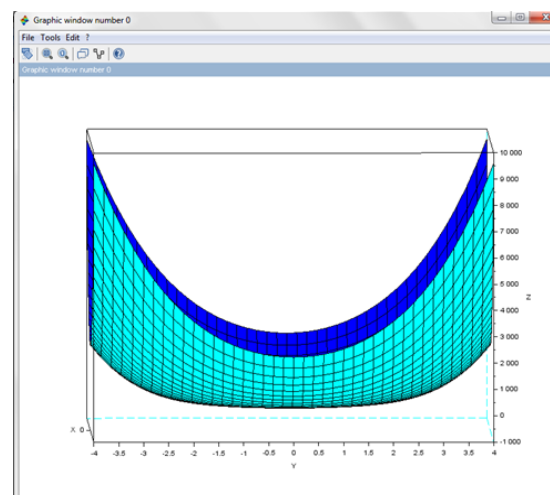 Graphic window number 0
File Tools Edit ?
Graphic window number 0
10 000
9 000
8 000
7 000
6 000
5 000
4 000
3 000
2 000
1 000
0
-1 000
Z
X 0
-4 -3.5 -3 -2.5 -2 -1.5 -1 -0.5 0 0.5 1 1.5 2 2.5 3 3.5 4
Y